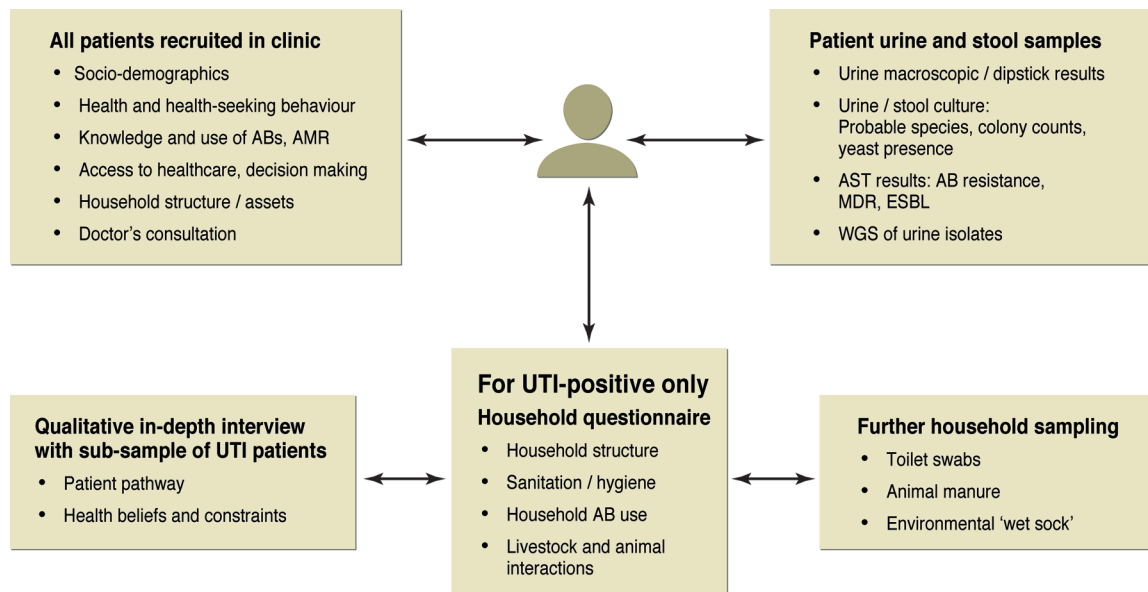 All patients recruited in clinic
• Socio-demographics
• Health and health-seeking behaviour
• Knowledge and use of ABs, AMR
• Access to healthcare, decision making
• Household structure / assets
• Doctor's consultation
Patient urine and stool samples
• Urine macroscopic / dipstick results
• Urine / stool culture:
Probable species, colony counts,
yeast presence
• AST results: AB resistance,
MDR, ESBL
• WGS of urine isolates
Qualitative in-depth interview
with sub-sample of UTI patients
• Patient pathway
• Health beliefs and constraints
For UTI-positive only
Household questionnaire
• Household structure
• Sanitation / hygiene
• Household AB use
• Livestock and animal
interactions
Further household sampling
• Toilet swabs
• Animal manure
• Environmental ‘wet sock’